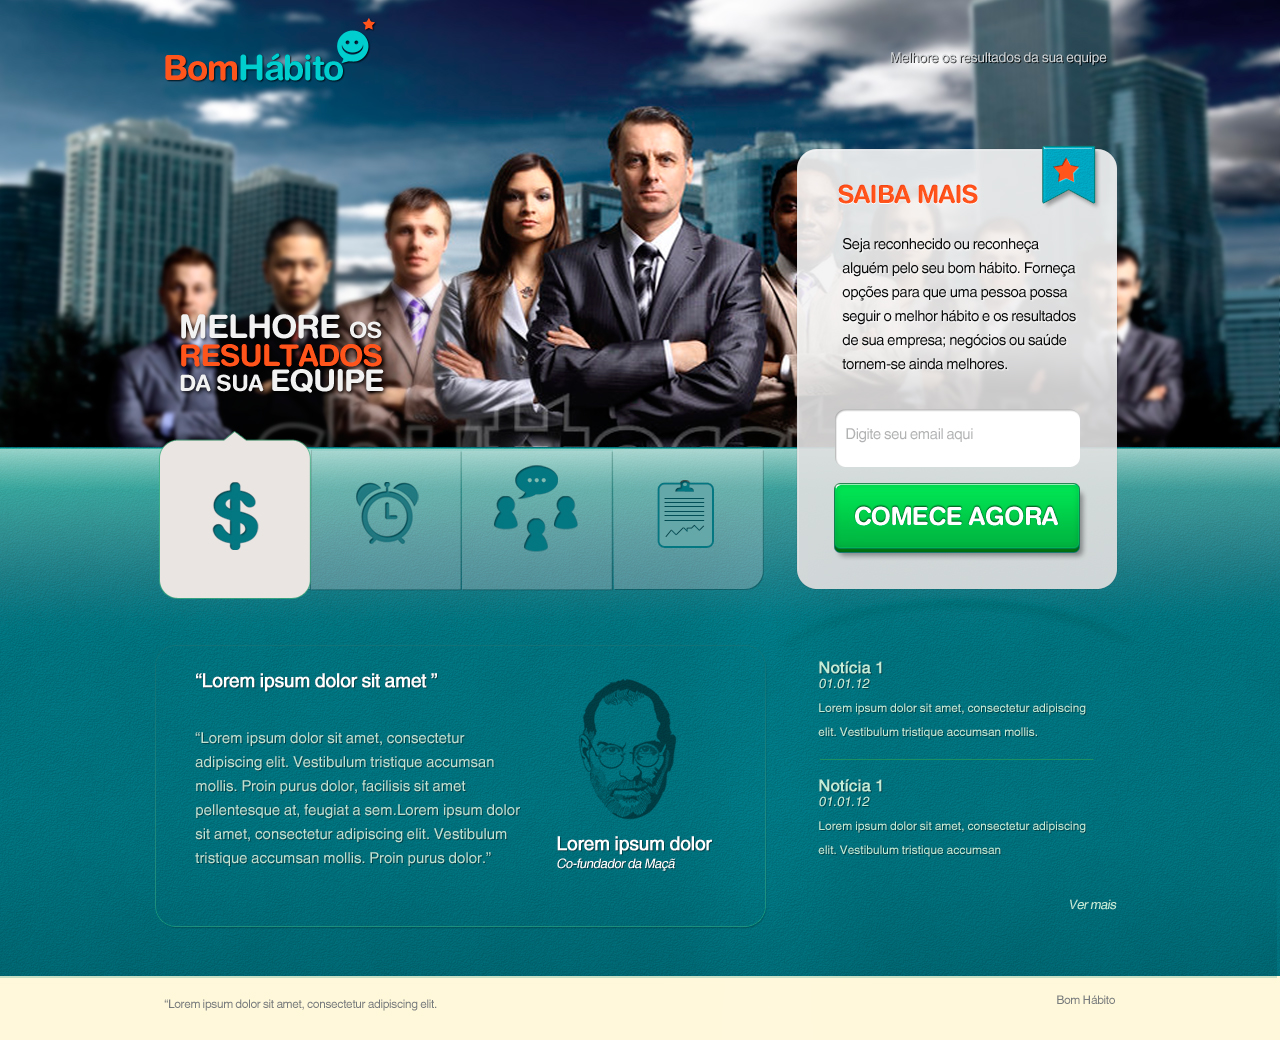 BomHábito
Melhore os resultados da sua equipe
SAIBA MAIS
Seja reconhecido ou reconheça
alguém pelo seu bom hábito. Forneça
opções para que uma pessoa possa
seguir o melhor hábito e os resultados
de sua empresa; negócios ou saúde
tornem-se ainda melhores.
MELHORE OS
RESULTADOS
DA SUA EQUIPE
Digite seu email aqui
COMECE AGORA
$
“Lorem ipsum dolor sit amet ”
“Lorem ipsum dolor sit amet, consectetur
adipiscing elit. Vestibulum tristique accumsan
mollis. Proin purus dolor, facilisis sit amet
pellentesque at, feugiat a sem.Lorem ipsum dolor
sit amet, consectetur adipiscing elit. Vestibulum
tristique accumsan mollis. Proin purus dolor.”
Lorem ipsum dolor
Co-fundador da Maçã
Notícia 1
01.01.12
Lorem ipsum dolor sit amet, consectetur adipiscing
elit. Vestibulum tristique accumsan mollis.
Notícia 1
01.01.12
Lorem ipsum dolor sit amet, consectetur adipiscing
elit. Vestibulum tristique accumsan
Ver mais
“Lorem ipsum dolor sit amet, consectetur adipiscing elit.
Bom Hábito